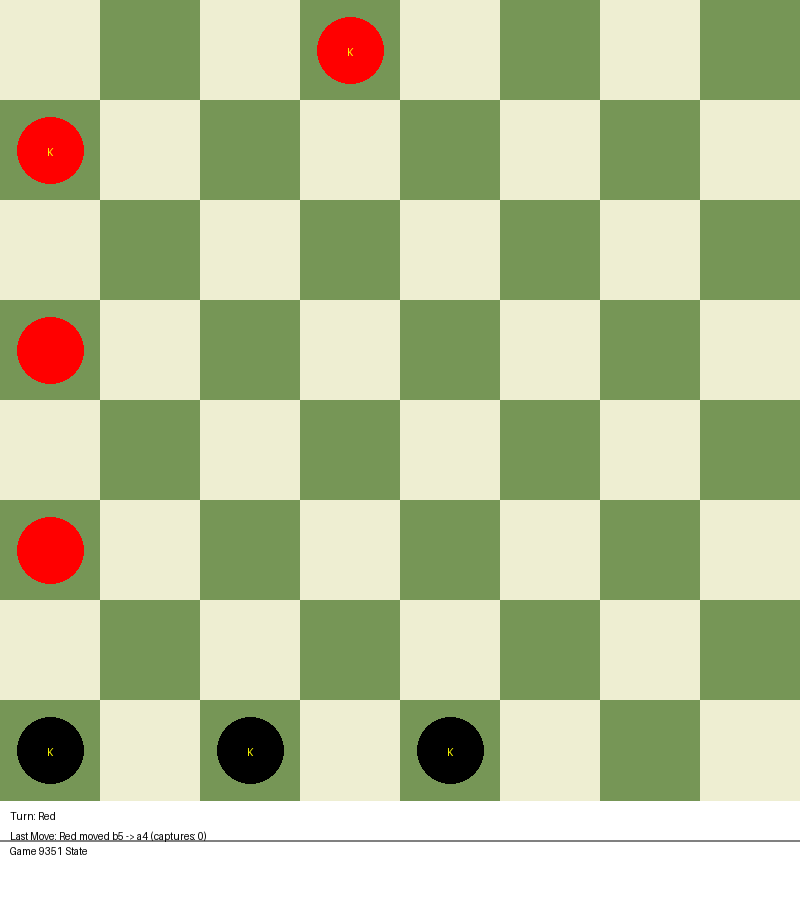 K
K
K K K
Turn: Red
Last Move: Red moved b5 -> a4 (captures: 0)
Game 9351 State